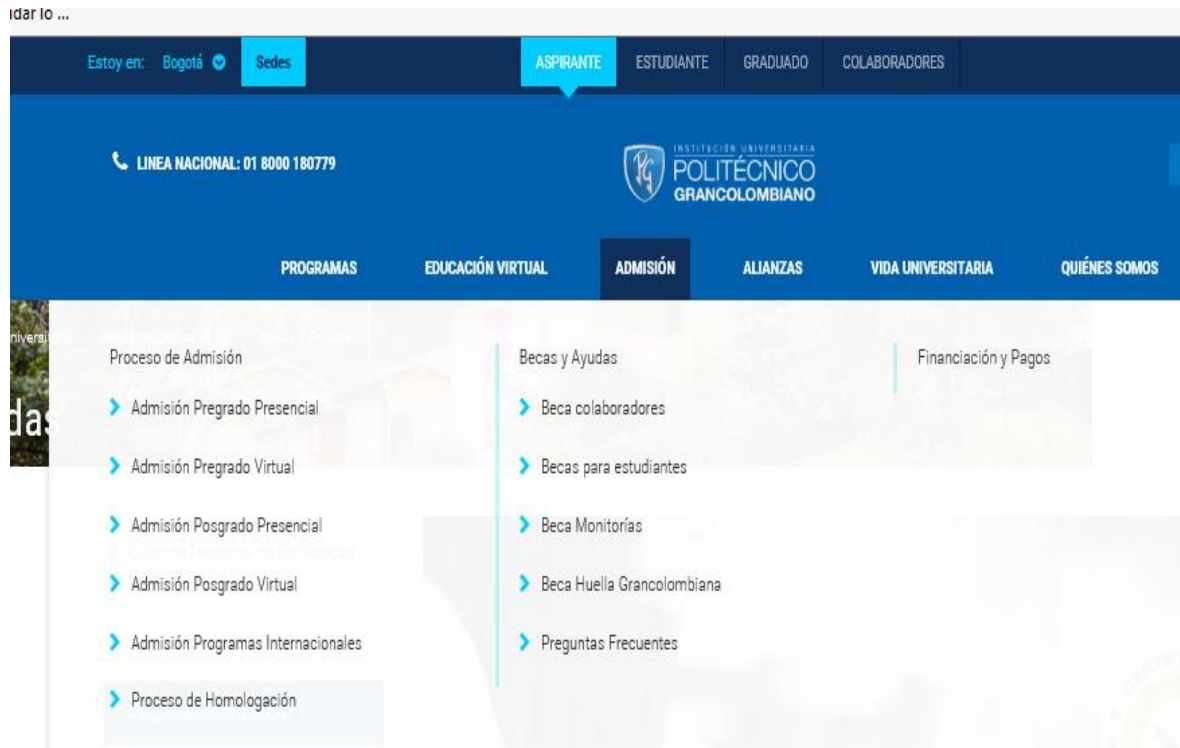 idar lo ...
Estoy en: Bogotá Sedes ASPIRANTE ESTUDIANTE GRADUADO COLABORADORES
LINEA NACIONAL: 01 8000 180779
INSTITUCIÓN UNIVERSITARIA
POLITÉCNICO
GRANCOLOMBIANO
PROGRAMAS EDUCACIÓN VIRTUAL ADMISIÓN ALIANZAS VIDA UNIVERSITARIA QUIÉNES SOMOS
das
Proceso de Admisión
Admisión Pregrado Presencial
Admisión Pregrado Virtual
Admisión Posgrado Presencial
Admisión Posgrado Virtual
Admisión Programas Internacionales
Proceso de Homologación
Becas y Ayudas
Beca colaboradores
Becas para estudiantes
Beca Monitorías
Beca Huella Grancolombiana
Preguntas Frecuentes
Financiación y Pagos